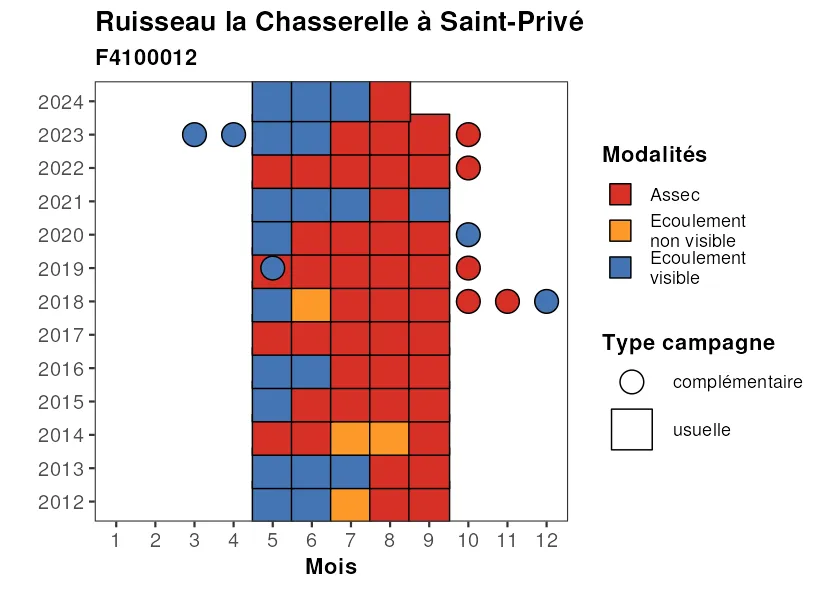 Ruisseau la Chasserelle à Saint-Privé
F4100012
2024
2023
2022
2021
2020
2019
2018
2017
2016
2015
2014
2013
2012
1 2 3 4 5 6 7 8 9 10 11 12
Mois
Modalités
Assec
Ecoulement
non visible
Ecoulement
visible
Type campagne
complémentaire
usuelle